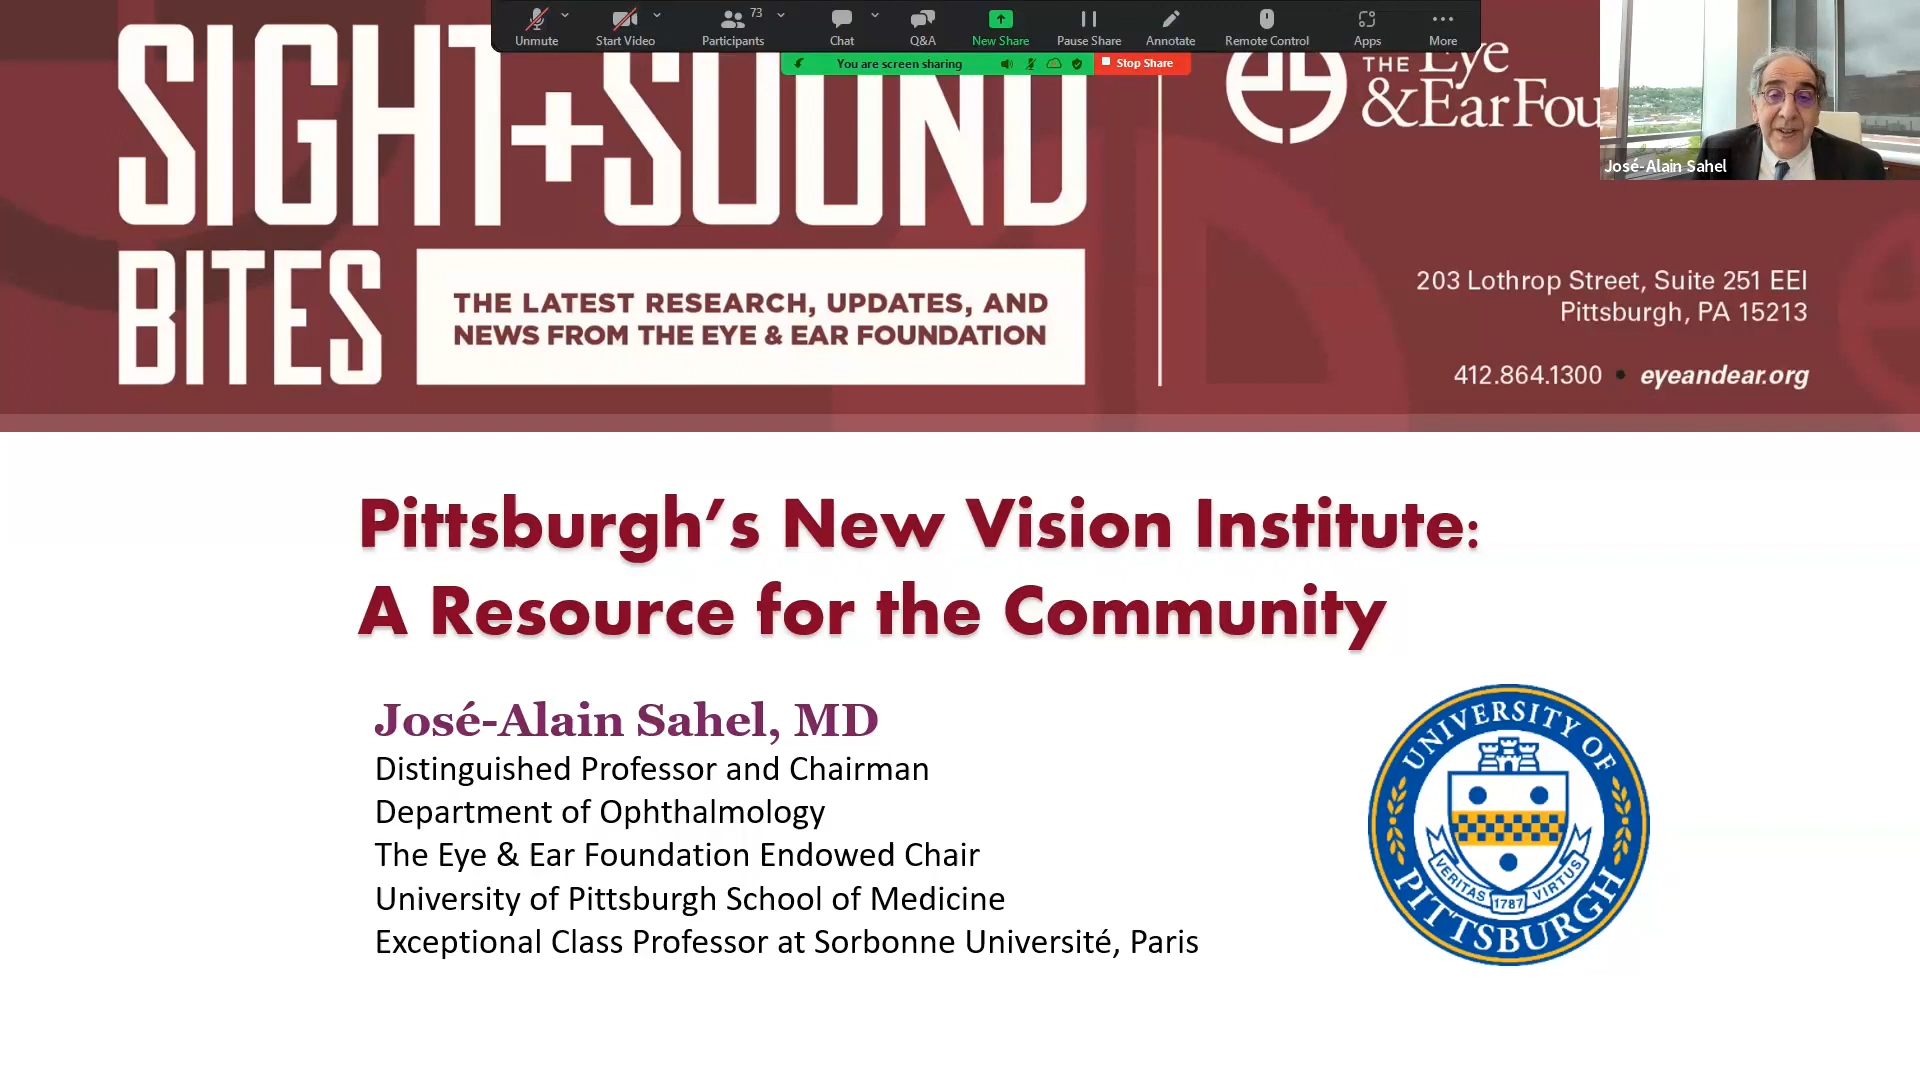 Unmute
Start Video
Participants
73
Chat
Q&A
New Share
Pause Share
Annotate
Remote Control
Apps
More
You are screen sharing
Stop Share
SIGHT+SOUND
BITES
THE LATEST RESEARCH, UPDATES, AND
NEWS FROM THE EYE & EAR FOUNDATION
THE Eye
&Ear Fou
José-Alain Sahel
203 Lothrop Street, Suite 251 EEI
Pittsburgh, PA 15213
412.864.1300 • eyeandear.org
Pittsburgh’s New Vision Institute:
A Resource for the Community
José-Alain Sahel, MD
Distinguished Professor and Chairman
Department of Ophthalmology
The Eye & Ear Foundation Endowed Chair
University of Pittsburgh School of Medicine
Exceptional Class Professor at Sorbonne Université, Paris
UNIVERSITY OF
PITTSBURGH
VERITAS 1787 VIRTUS